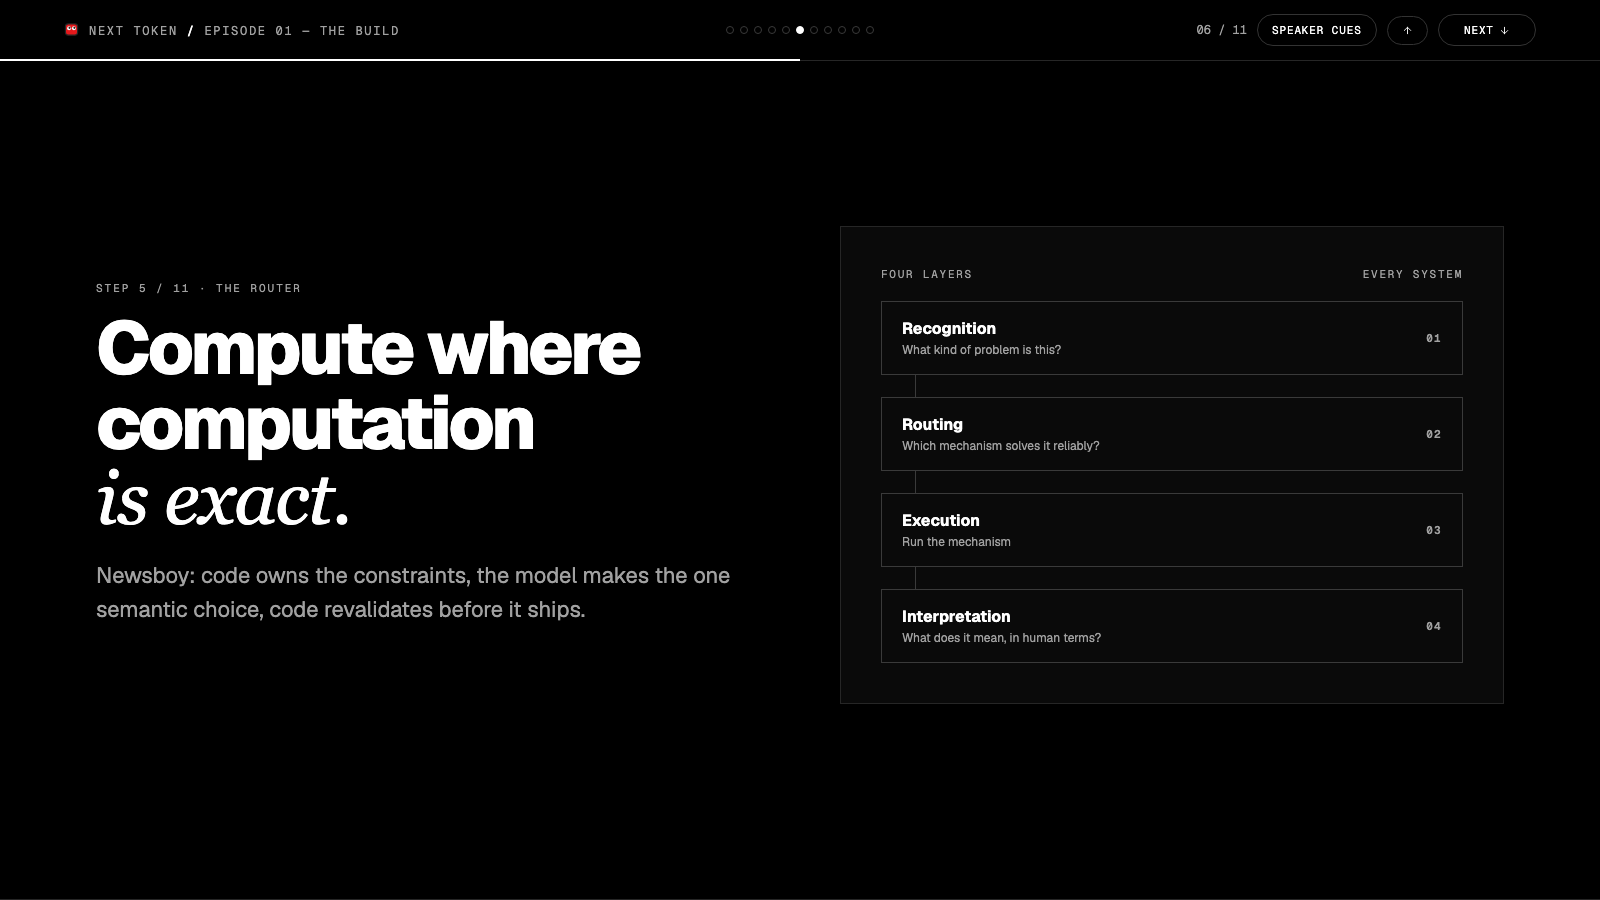 NEXT TOKEN / EPISODE 01 — THE BUILD
06 / 11
SPEAKER CUES
↑
NEXT ↓
STEP 5 / 11 · THE ROUTER
Compute where
computation
is exact.
Newsboy: code owns the constraints, the model makes the one
semantic choice, code revalidates before it ships.
FOUR LAYERS
EVERY SYSTEM
Recognition
What kind of problem is this?
01
Routing
Which mechanism solves it reliably?
02
Execution
Run the mechanism
03
Interpretation
What does it mean, in human terms?
04